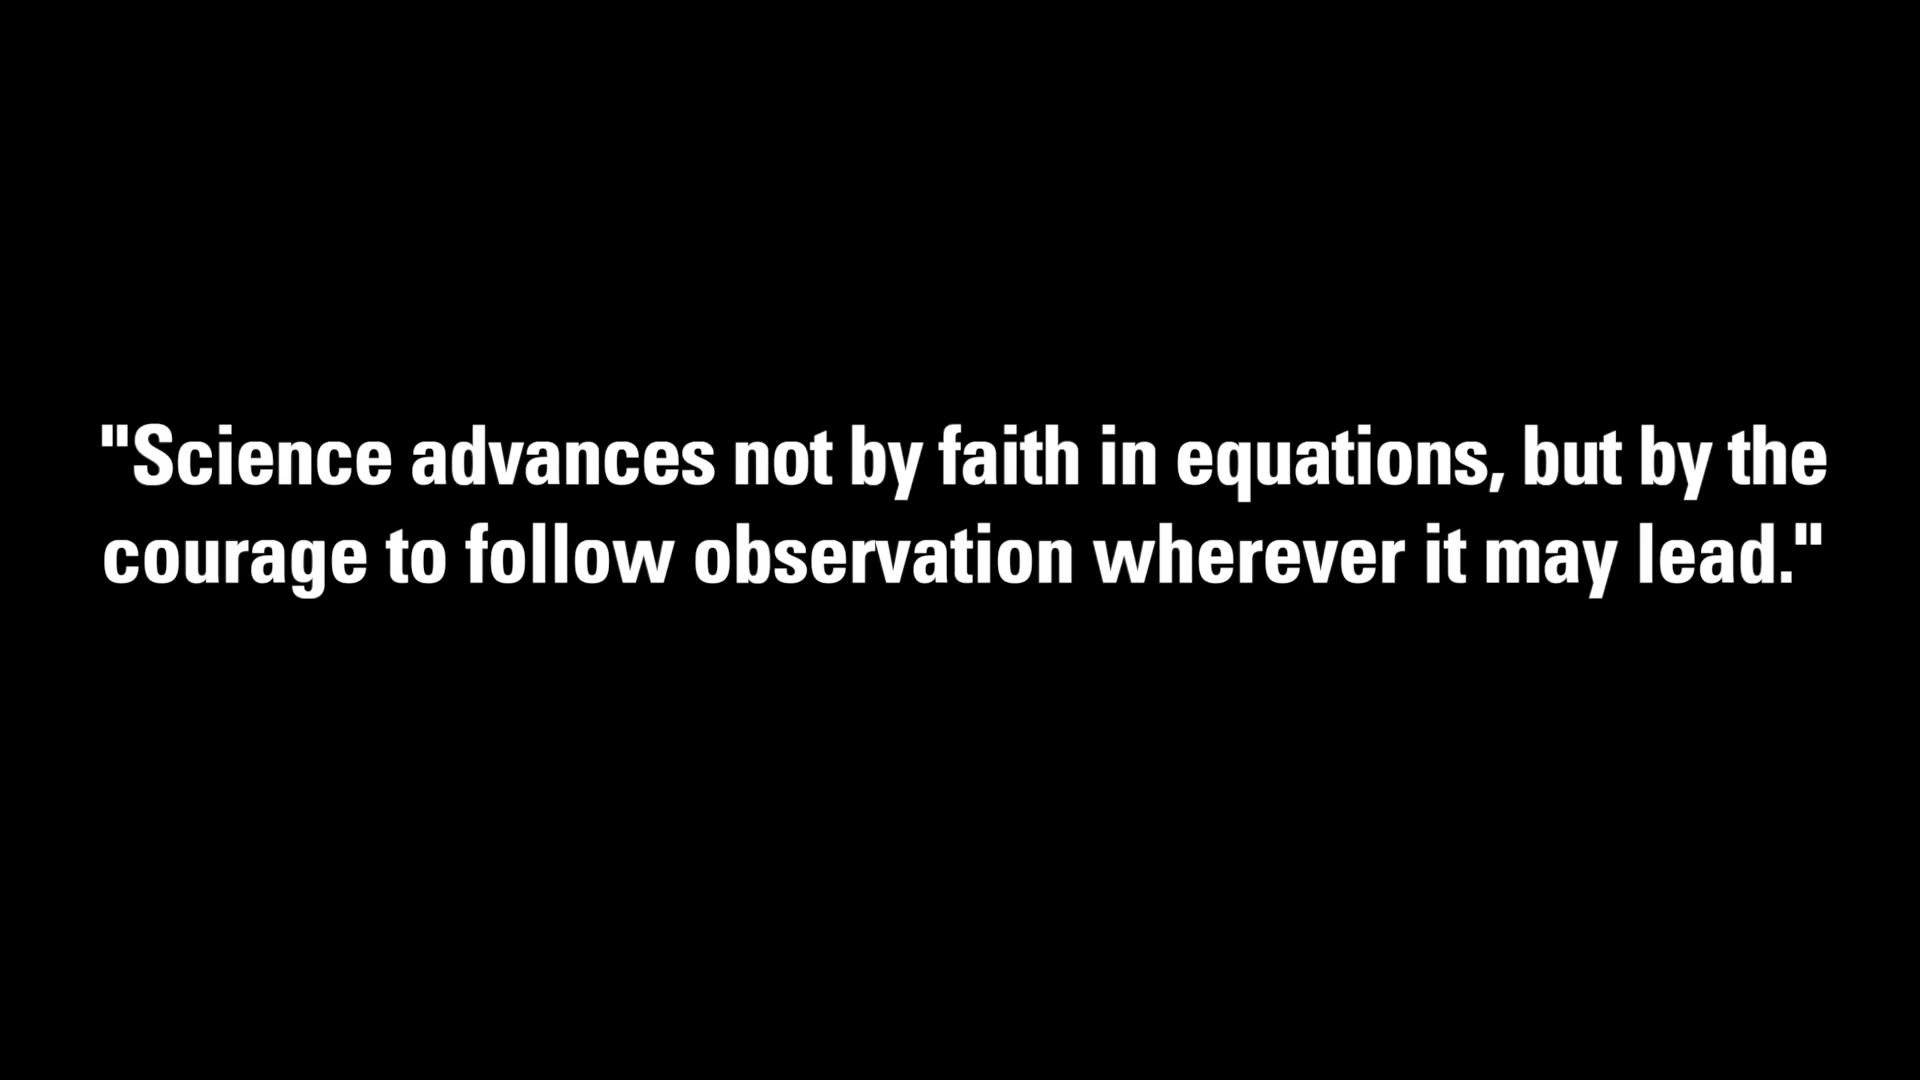 "Science advances not by faith in equations, but by the
courage to follow observation wherever it may lead."